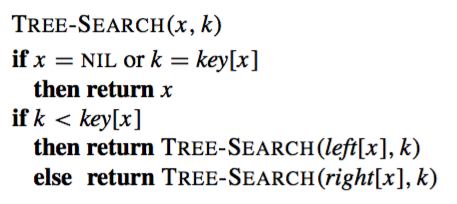 TREE-SEARCH(x, k)
if x = NIL or k = key[x]
then return x
if k < key[x]
then return TREE-SEARCH(left[x], k)
else return TREE-SEARCH(right[x], k)